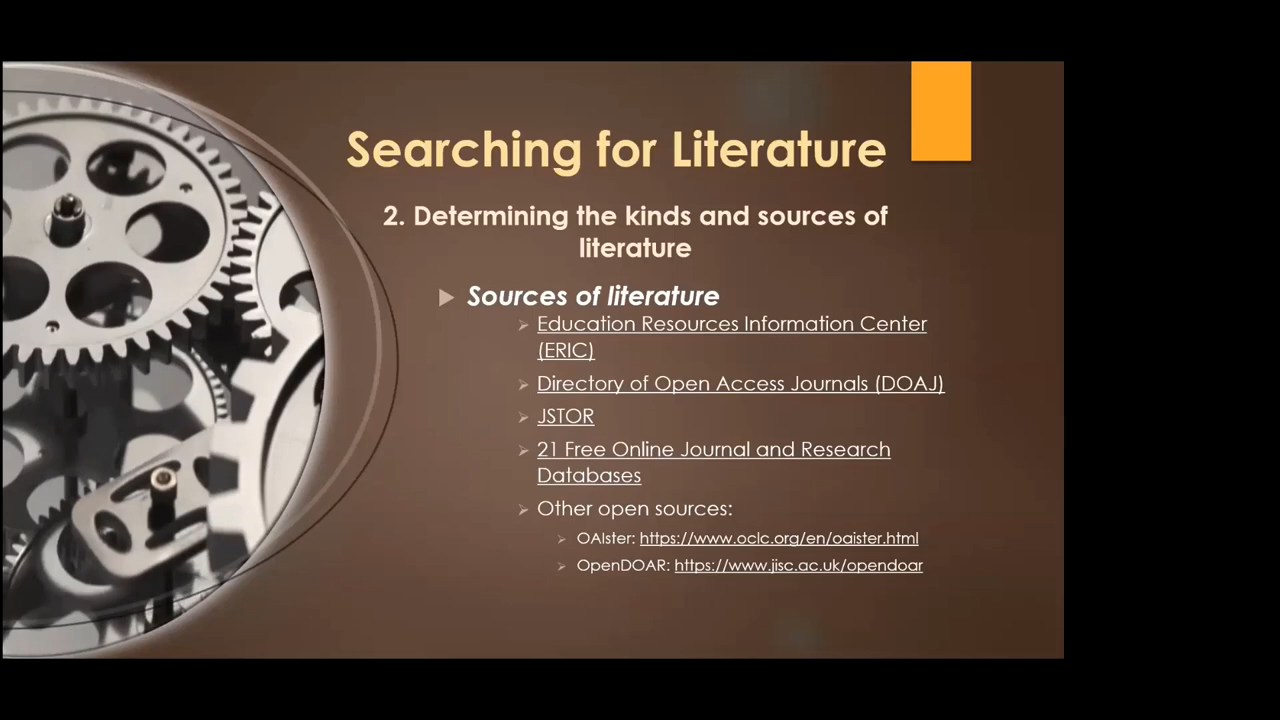 Searching for Literature
2. Determining the kinds and sources of
literature
Sources of literature
Education Resources Information Center
(ERIC)
Directory of Open Access Journals (DOAJ)
JSTOR
21 Free Online Journal and Research
Databases
Other open sources:
OAIster: https://www.oclc.org/en/oaister.html
OpenDOAR: https://www.jisc.ac.uk/opendoar